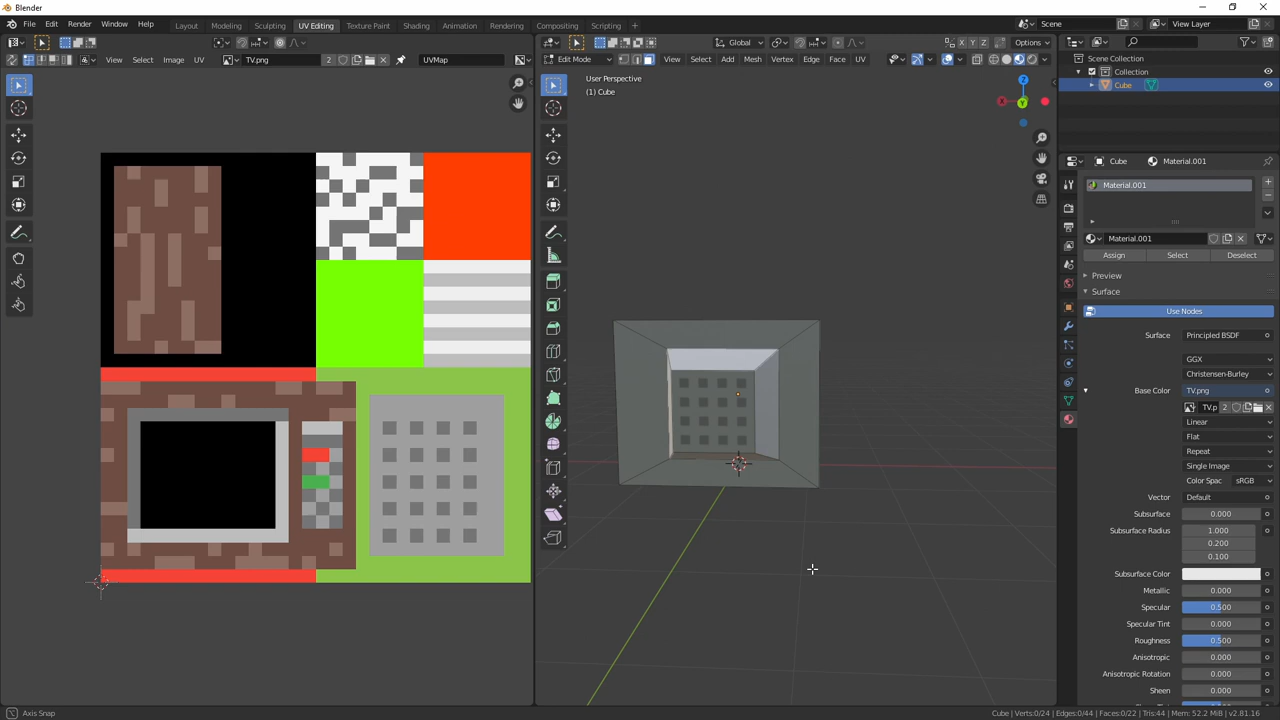 Blender
File Edit Render Window Help Layout Modeling Sculpting UV Editing Texture Paint Shading Animation Rendering Compositing Scripting + Scene View Layer
Global X Y Z Options
View Select Image UV TV.png 2 UVMap Edit Mode View Select Add Mesh Vertex Edge Face UV
Scene Collection
Collection
Cube
User Perspective
(1) Cube
Z
X
Y
Cube Material.001
Material.001
Material.001
Assign Select Deselect
Preview
Surface
Use Nodes
Surface Principled BSDF
GGX
Christensen-Burley
Base Color TV.png
TV.p 2
Linear
Flat
Repeat
Single Image
Color Spac sRGB
Vector Default
Subsurface 0.000
Subsurface Radius 1.000
0.200
0.100
Subsurface Color
Metallic 0.000
Specular 0.500
Specular Tint 0.000
Roughness 0.500
Anisotropic 0.000
Anisotropic Rotation 0.000
Sheen 0.000
Axis Snap Cube | Verts:0/24 | Edges:0/44 | Faces:0/22 | Tris:44 | Mem: 52.2 MiB | v2.81.16